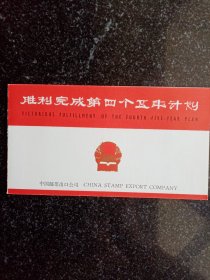 胜利完成第四个五年计划
VICTORIOUS FULFILLMENT OF THE FOURTH FIVE-YEAR PLAN
中国邮票出口公司 · CHINA STAMP EXPORT COMPANY